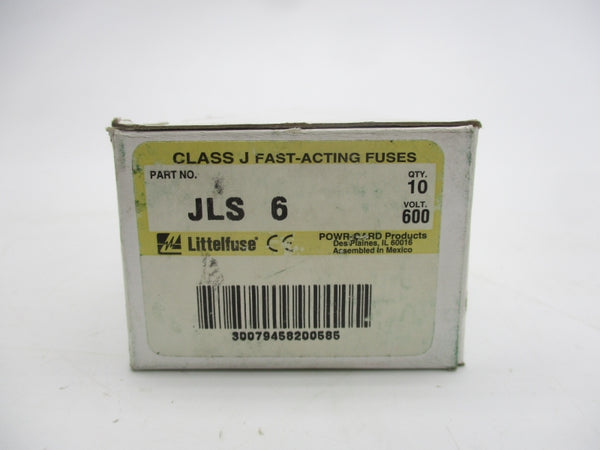 CLASS J FAST-ACTING FUSES
PART NO.
QTY.
10
JLS 6
VOLT.
600
Littelfuse® CE
POWR-GARD Products
Des Plaines, IL 60016
Assembled in Mexico
30079458200585